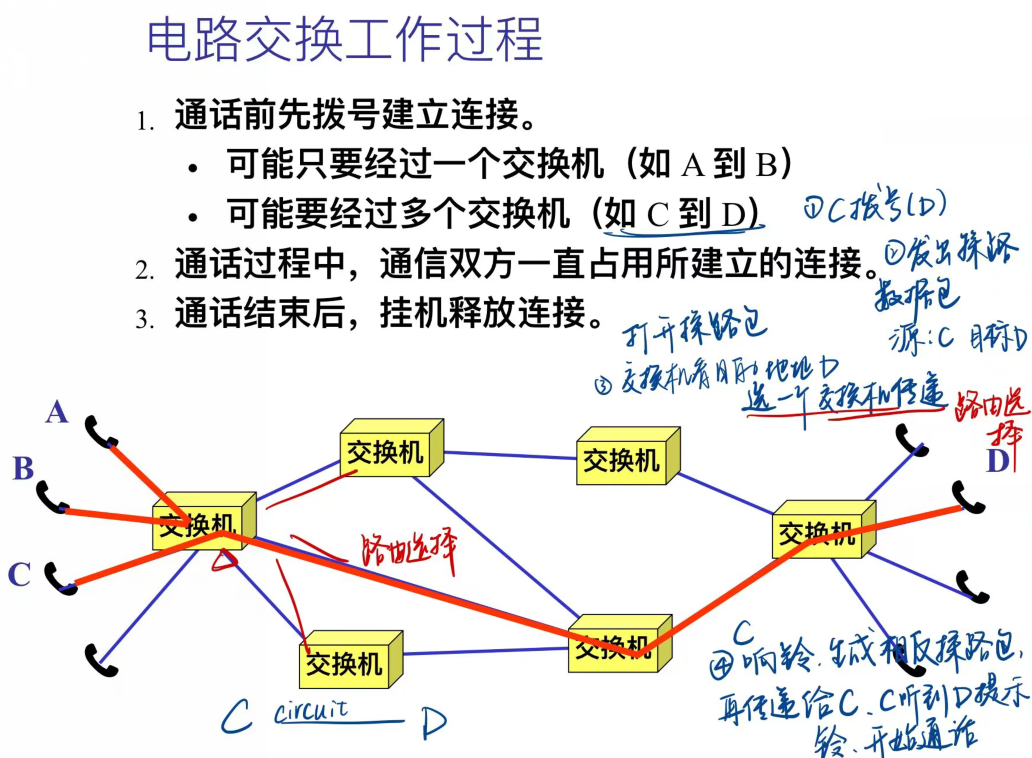 电路交换工作过程
1. 通话前先拨号建立连接。
• 可能只要经过一个交换机（如 A 到 B）
• 可能要经过多个交换机（如 C 到 D）
①C拨号(D)
2. 通话过程中，通信双方一直占用所建立的连接。
②发出探路
数据包
源：C 目标D
3. 通话结束后，挂机释放连接。
打开探路包
③交换机看目标地址D
选一个交换机传递
路由选
择
A
B
C
D
交换机
交换机
交换机
交换机
路由选择
交换机
交换机
C circuit D
C
④响铃.生成相反探路包,
再传递给C、C听到D提示
铃、开始通话